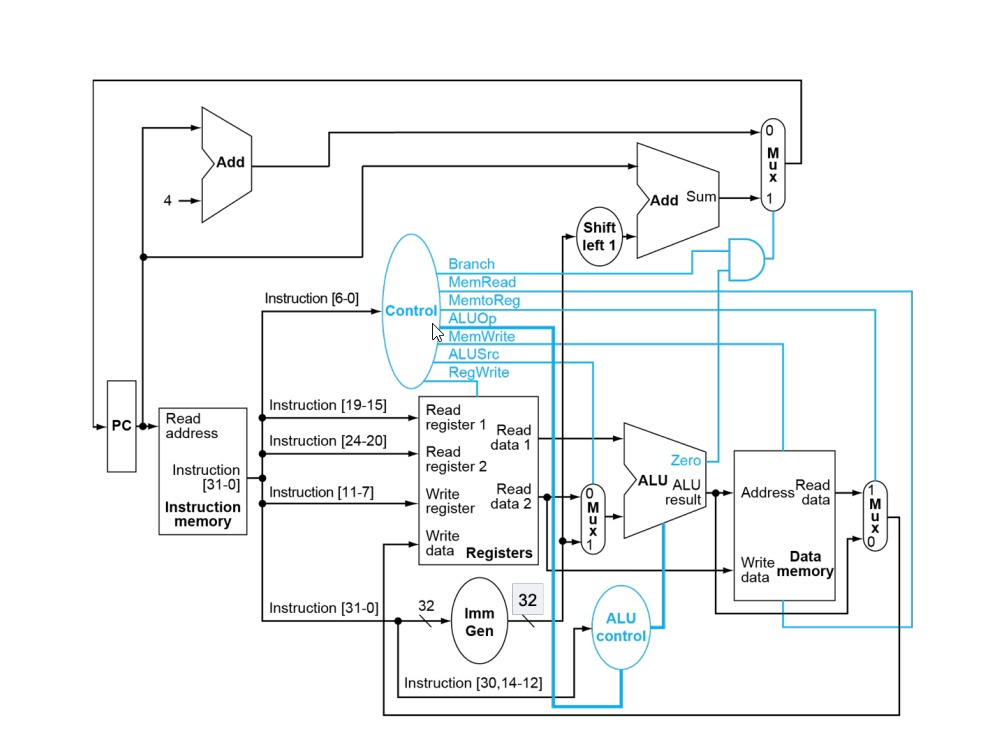 0
Mux
1
Add
4
Add Sum
Shift
left 1
Branch
MemRead
MemtoReg
ALUOp
MemWrite
ALUSrc
RegWrite
Control
Instruction [6-0]
PC
Read
address
Instruction
[31-0]
Instruction
memory
Instruction [19-15]
Instruction [24-20]
Instruction [11-7]
Instruction [31-0]
Read
register 1
Read
register 2
Write
register
Write
data
Read
data 1
Read
data 2
Registers
0
Mux
1
Zero
ALU
ALU
result
Address
Read
data
Write
data
Data
memory
1
Mux
0
32
Imm
Gen
32
ALU
control
Instruction [30,14-12]